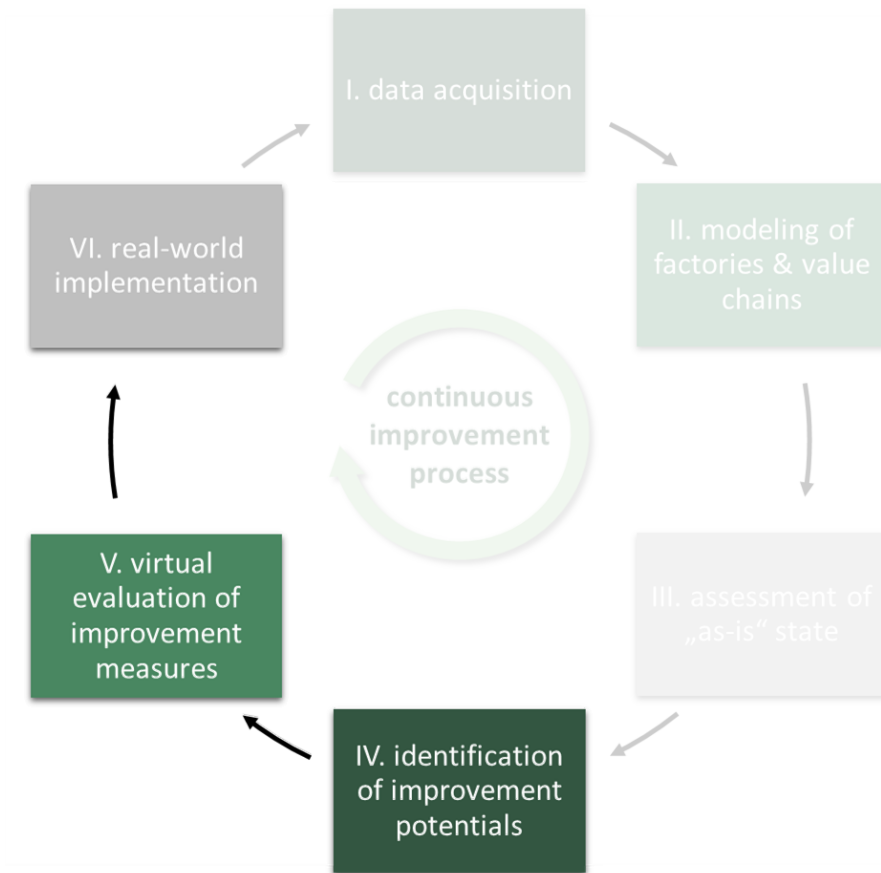 I. data acquisition
II. modeling of
factories & value
chains
III. assessment of
„as-is“ state
IV. identification
of improvement
potentials
V. virtual
evaluation of
improvement
measures
VI. real-world
implementation
continuous
improvement
process